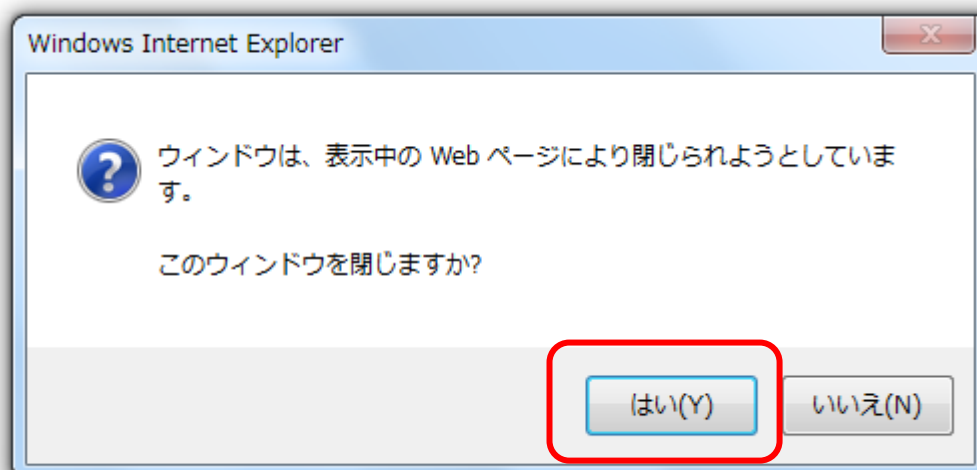 Windows Internet Explorer
ウィンドウは、表示中の Web ページにより閉じられようとしていま
す。
このウィンドウを閉じますか?
はい(Y)
いいえ(N)